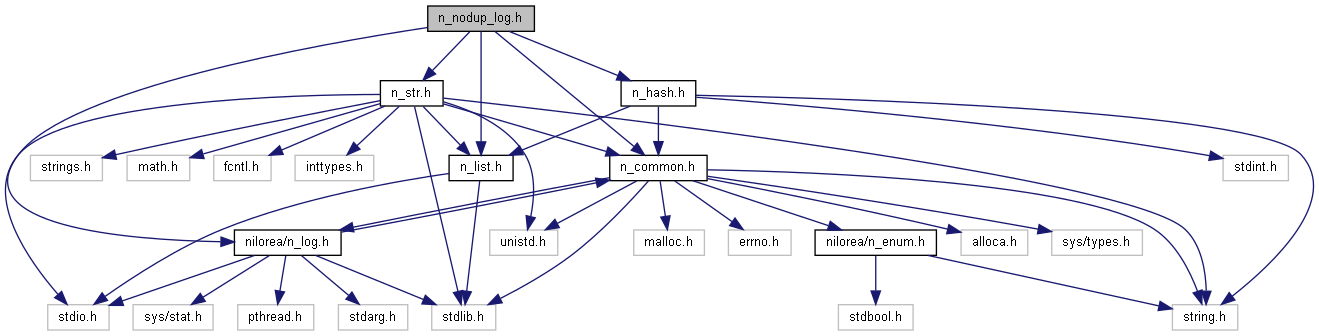 n_nodup_log.h
n_str.h
n_hash.h
strings.h
math.h
fcntl.h
inttypes.h
n_list.h
n_common.h
stdint.h
nilorea/n_log.h
unistd.h
malloc.h
errno.h
nilorea/n_enum.h
alloca.h
sys/types.h
stdio.h
sys/stat.h
pthread.h
stdarg.h
stdlib.h
stdbool.h
string.h